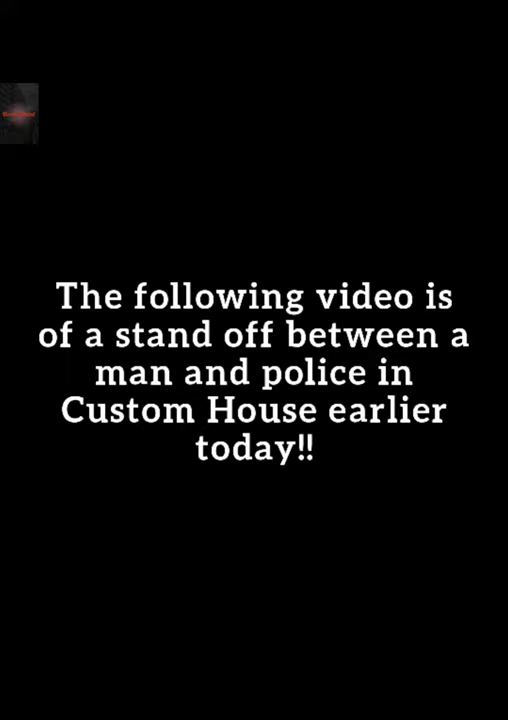 The following video is
of a stand off between a
man and police in
Custom House earlier
today!!